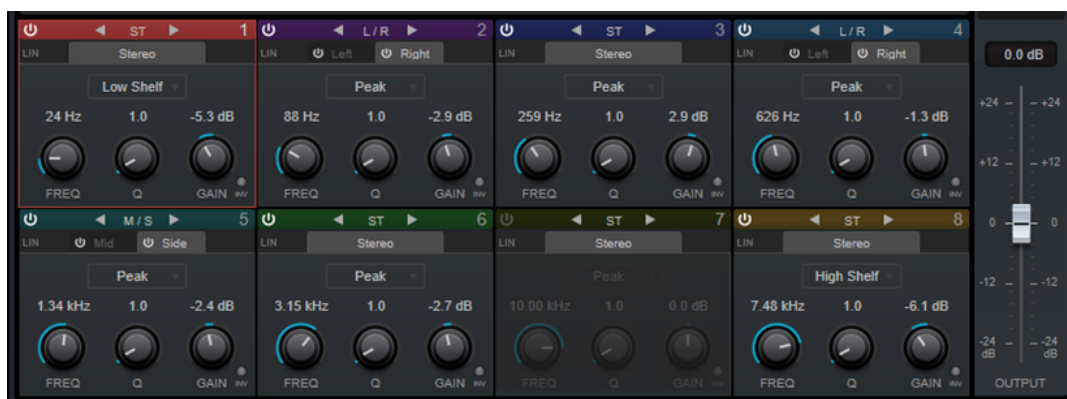 ST 1 L / R 2 ST 3 L / R 4
LIN Stereo LIN Left Right LIN Stereo LIN Left Right
0.0 dB
Low Shelf Peak Peak Peak
24 Hz 1.0 -5.3 dB 88 Hz 1.0 -2.9 dB 259 Hz 1.0 2.9 dB 626 Hz 1.0 -1.3 dB
+24 +24
+12 +12
FREQ Q GAIN INV FREQ Q GAIN INV FREQ Q GAIN INV FREQ Q GAIN INV
M / S 5 ST 6 ST 7 ST 8
0 0
LIN Mid Side LIN Stereo LIN Stereo LIN Stereo
Peak Peak Peak High Shelf
-12 -12
1.34 kHz 1.0 -2.4 dB 3.15 kHz 1.0 -2.7 dB 10.00 kHz 1.0 0.0 dB 7.48 kHz 1.0 -6.1 dB
-24 -24
dB dB
FREQ Q GAIN INV FREQ Q GAIN INV FREQ Q GAIN INV FREQ Q GAIN INV OUTPUT